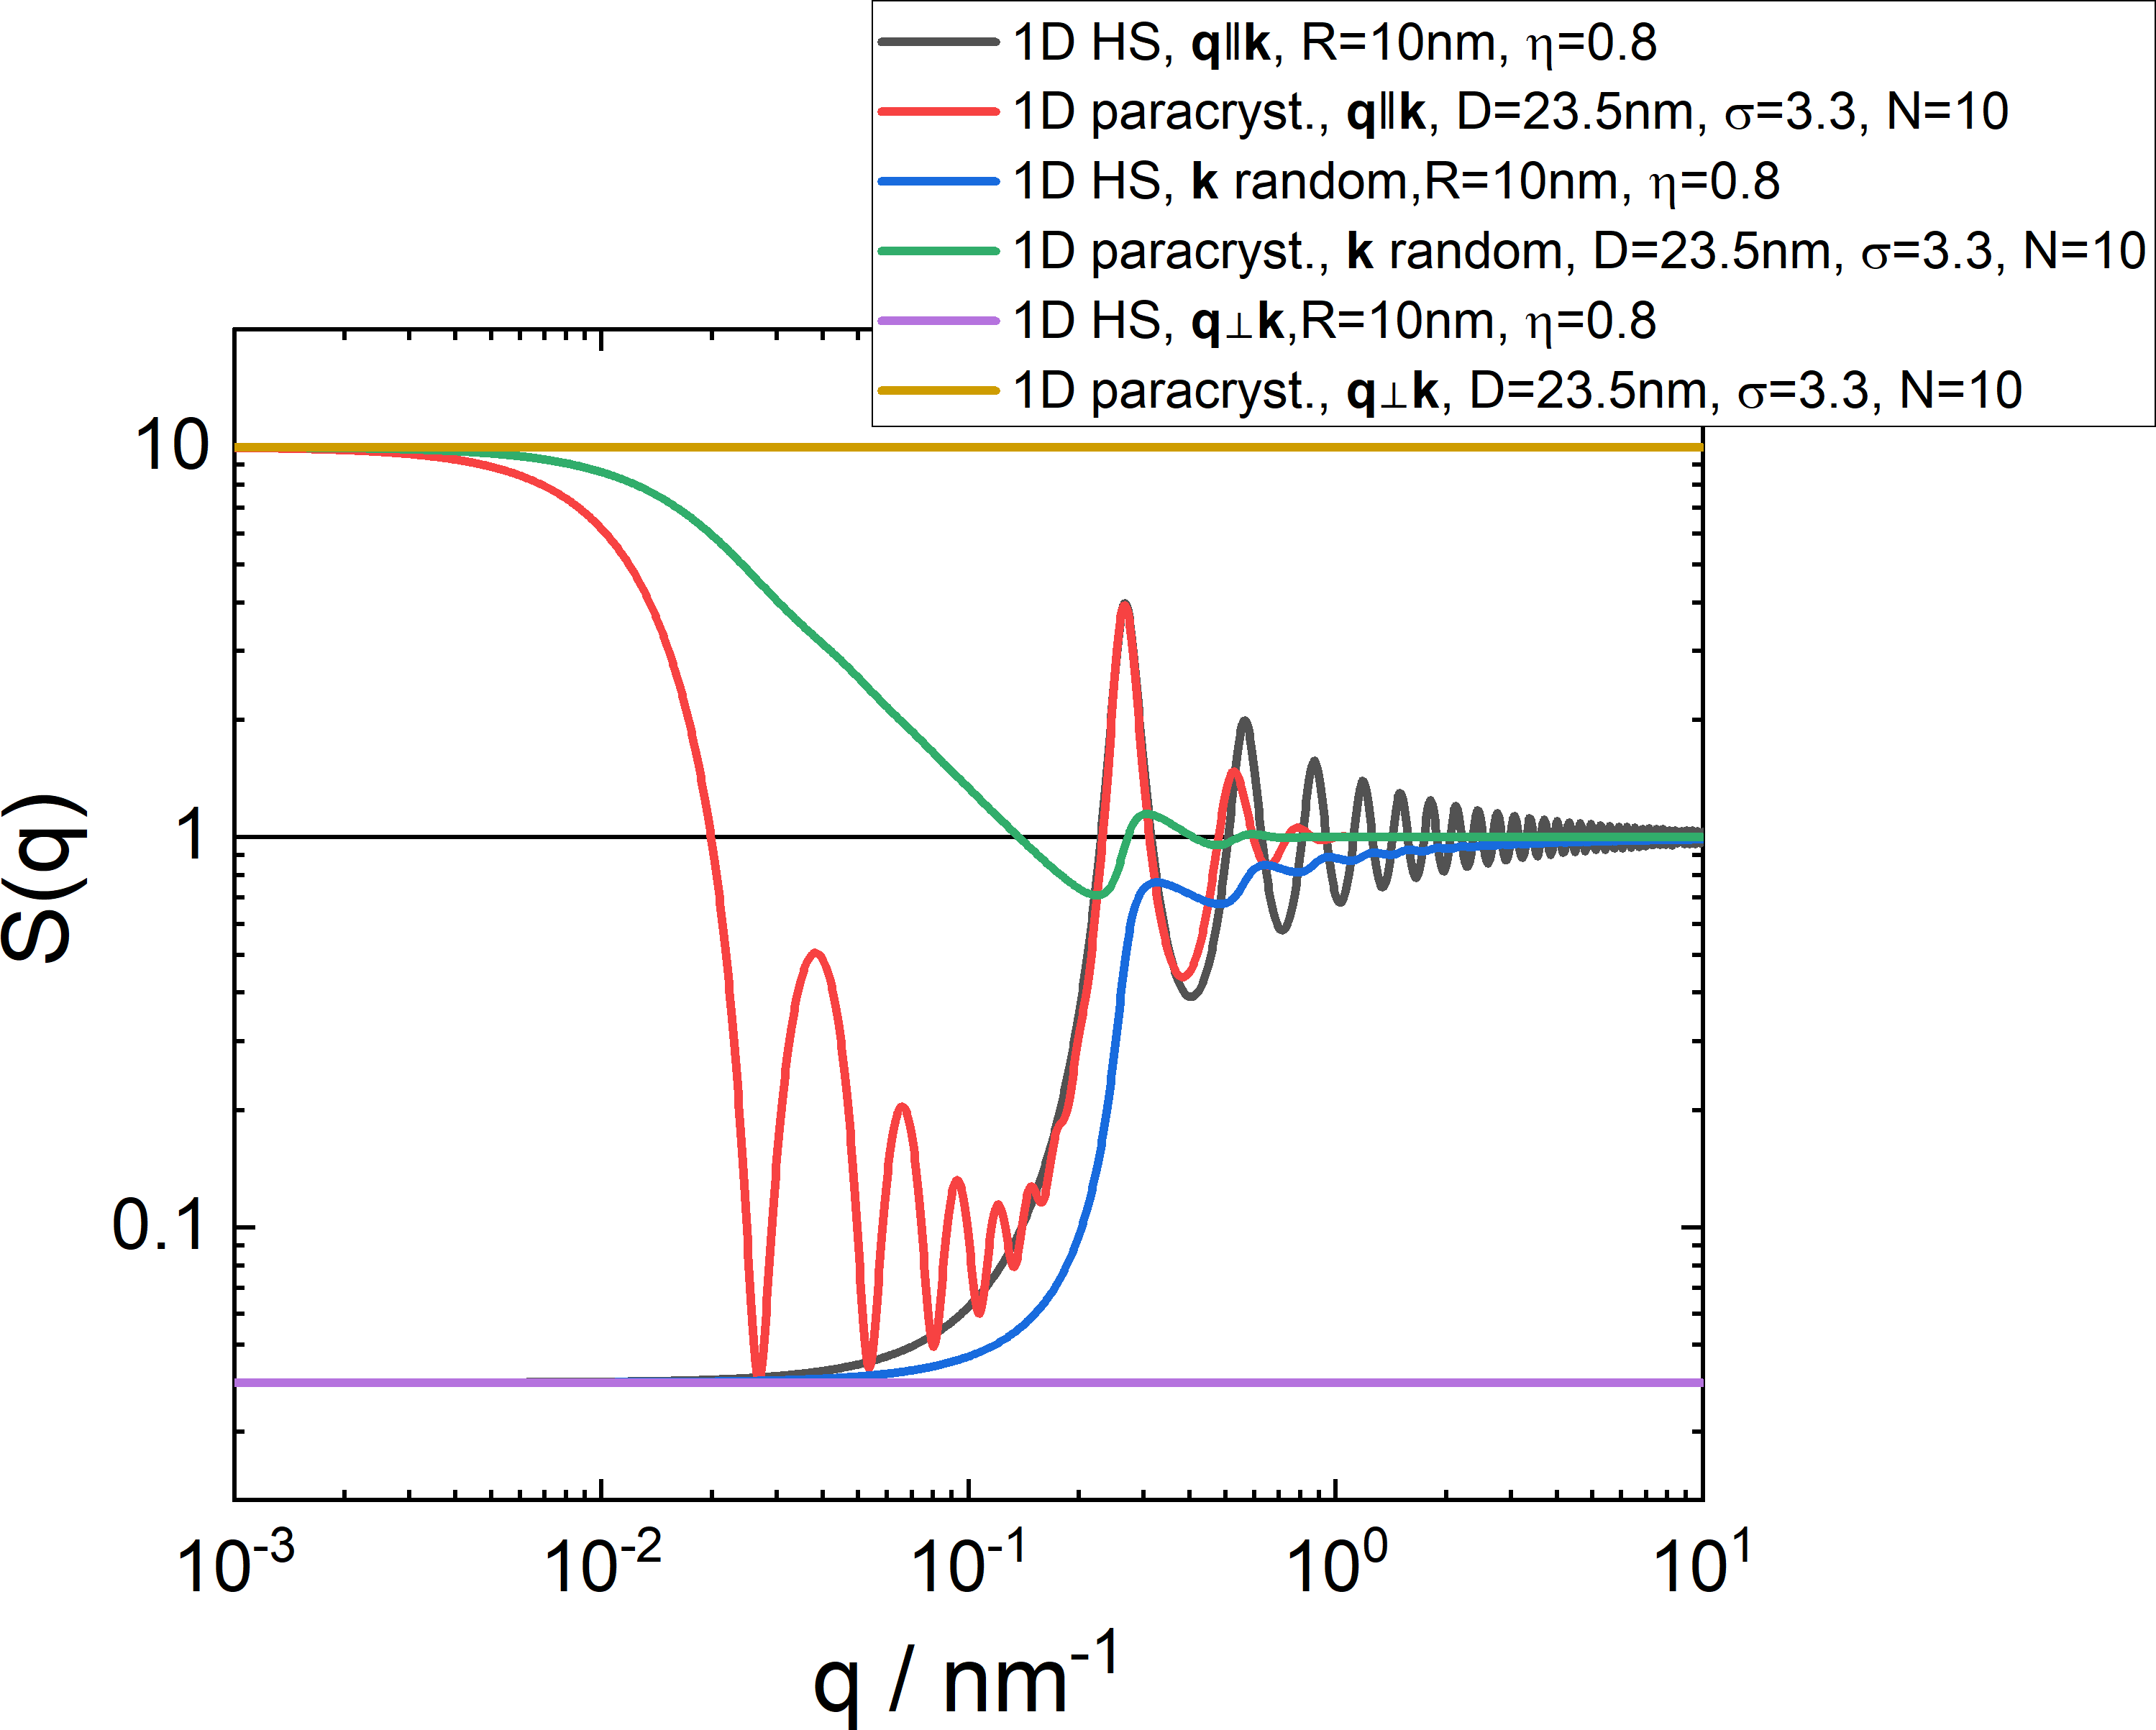 1D HS, q∥k, R=10nm, η=0.8
1D paracryst., q∥k, D=23.5nm, σ=3.3, N=10
1D HS, k random,R=10nm, η=0.8
1D paracryst., k random, D=23.5nm, σ=3.3, N=10
1D HS, q⊥k,R=10nm, η=0.8
1D paracryst., q⊥k, D=23.5nm, σ=3.3, N=10
10
1
0.1
S(q)
10⁻³ 10⁻² 10⁻¹ 10⁰ 10¹
q / nm⁻¹